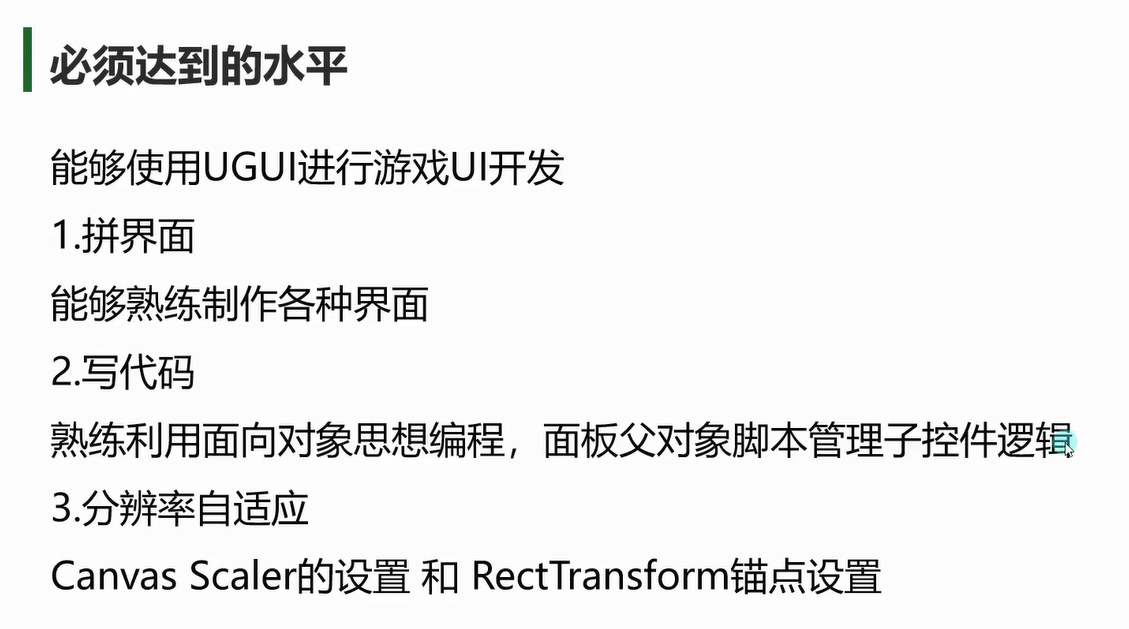 必须达到的水平
能够使用UGUI进行游戏UI开发
1.拼界面
能够熟练制作各种界面
2.写代码
熟练利用面向对象思想编程，面板父对象脚本管理子控件逻辑
3.分辨率自适应
Canvas Scaler的设置 和 RectTransform锚点设置